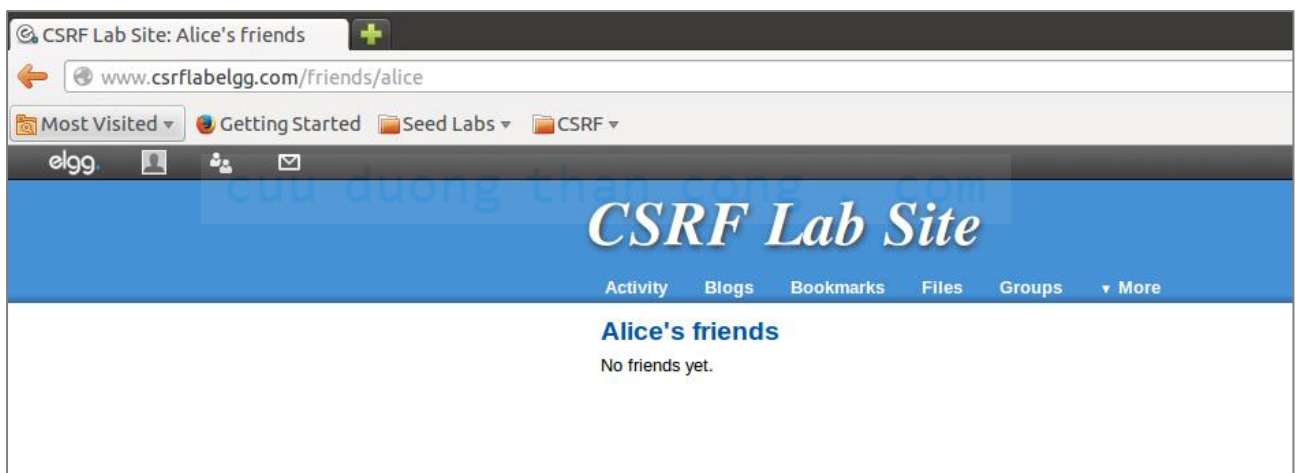 CSRF Lab Site: Alice's friends
www.csrflabelgg.com/friends/alice
Most Visited Getting Started Seed Labs CSRF
elgg.
cuu duong than cong . com
CSRF Lab Site
Activity Blogs Bookmarks Files Groups More
Alice's friends
No friends yet.